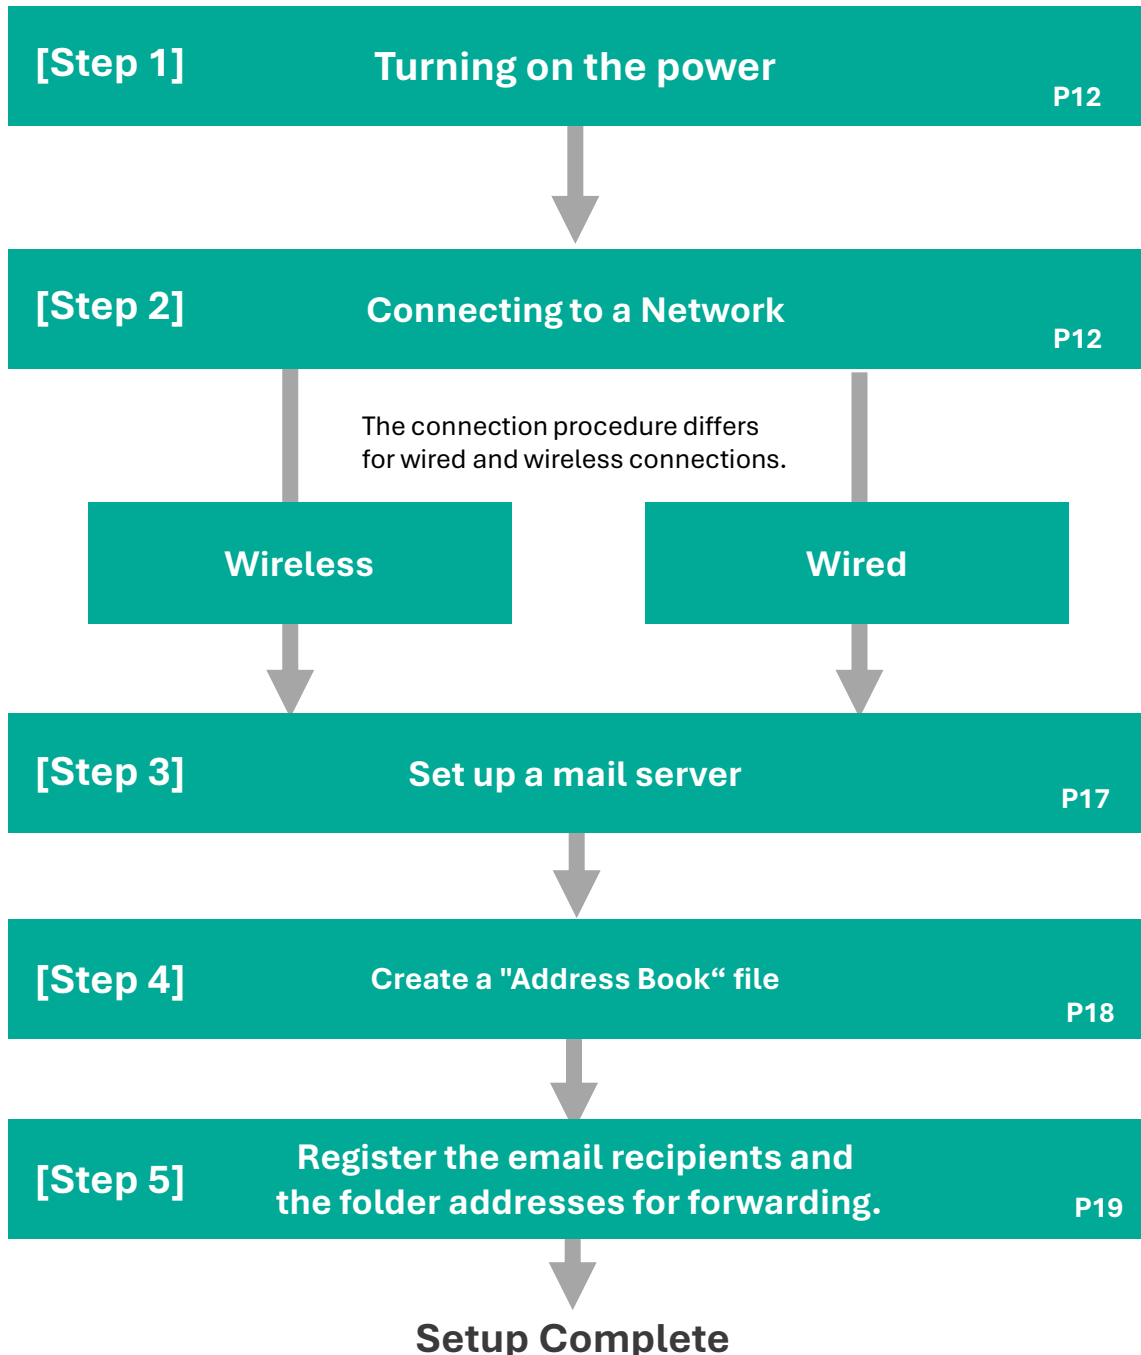 [Step 1]
Turning on the power
P12
[Step 2]
Connecting to a Network
P12
The connection procedure differs
for wired and wireless connections.
Wireless
Wired
[Step 3]
Set up a mail server
P17
[Step 4]
Create a "Address Book“ file
P18
[Step 5]
Register the email recipients and
the folder addresses for forwarding.
P19
Setup Complete